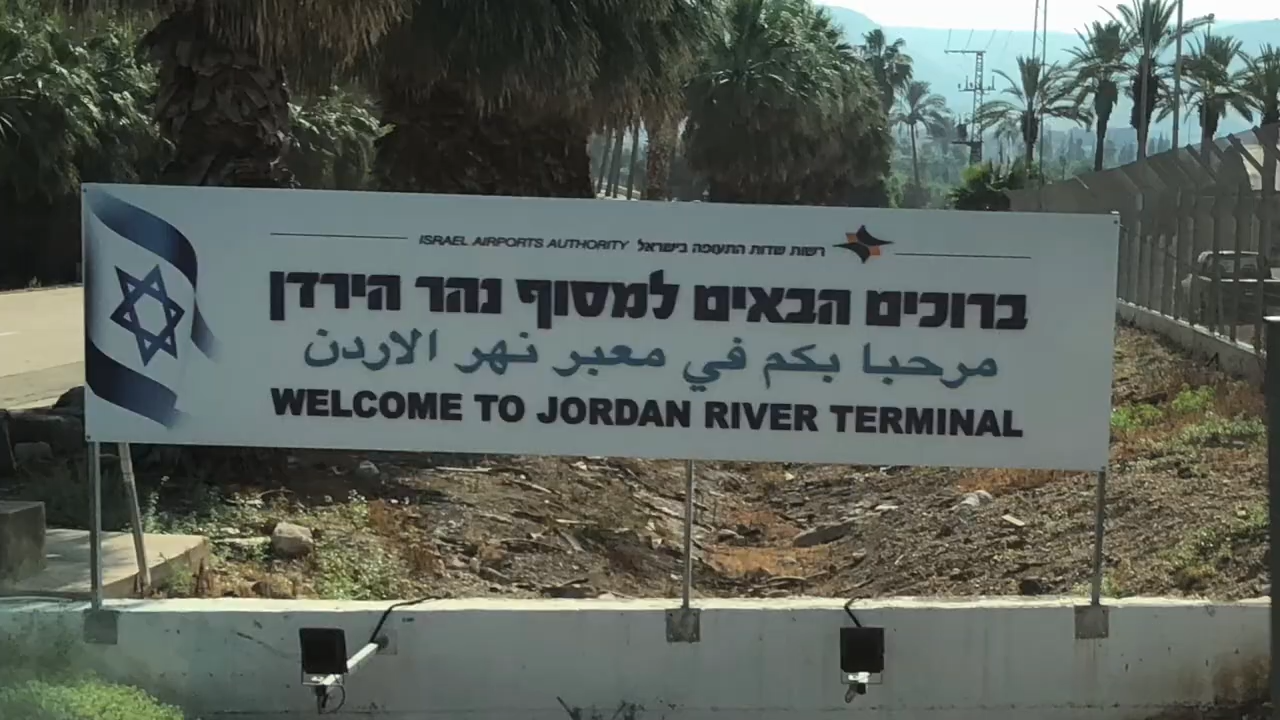 ISRAEL AIRPORTS AUTHORITY רשות שדות התעופה בישראל
ברוכים הבאים למסוף נהר הירדן
مرحبا بكم في معبر نهر الاردن
WELCOME TO JORDAN RIVER TERMINAL